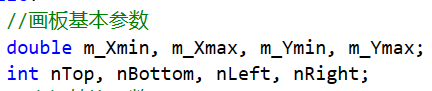 //画板基本参数
double m_Xmin, m_Xmax, m_Ymin, m_Ymax;
int nTop, nBottom, nLeft, nRight;